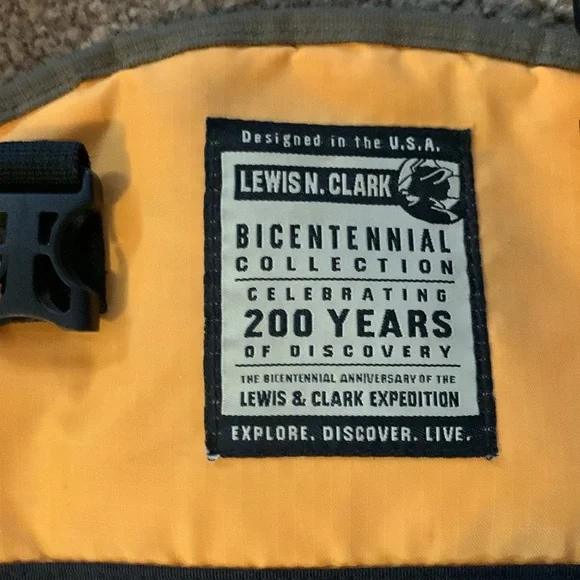 Designed in the U.S.A.
LEWIS N. CLARK
BICENTENNIAL
COLLECTION
CELEBRATING
200 YEARS
OF DISCOVERY
THE BICENTENNIAL ANNIVERSARY OF THE
LEWIS & CLARK EXPEDITION
EXPLORE. DISCOVER. LIVE.